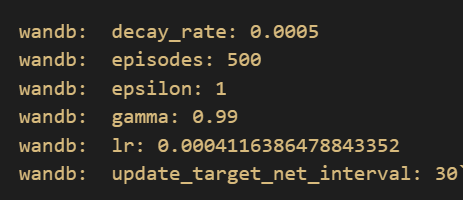 wandb:  decay_rate: 0.0005
wandb:  episodes: 500
wandb:  epsilon: 1
wandb:  gamma: 0.99
wandb:  lr: 0.0004116386478843352
wandb:  update_target_net_interval: 30`